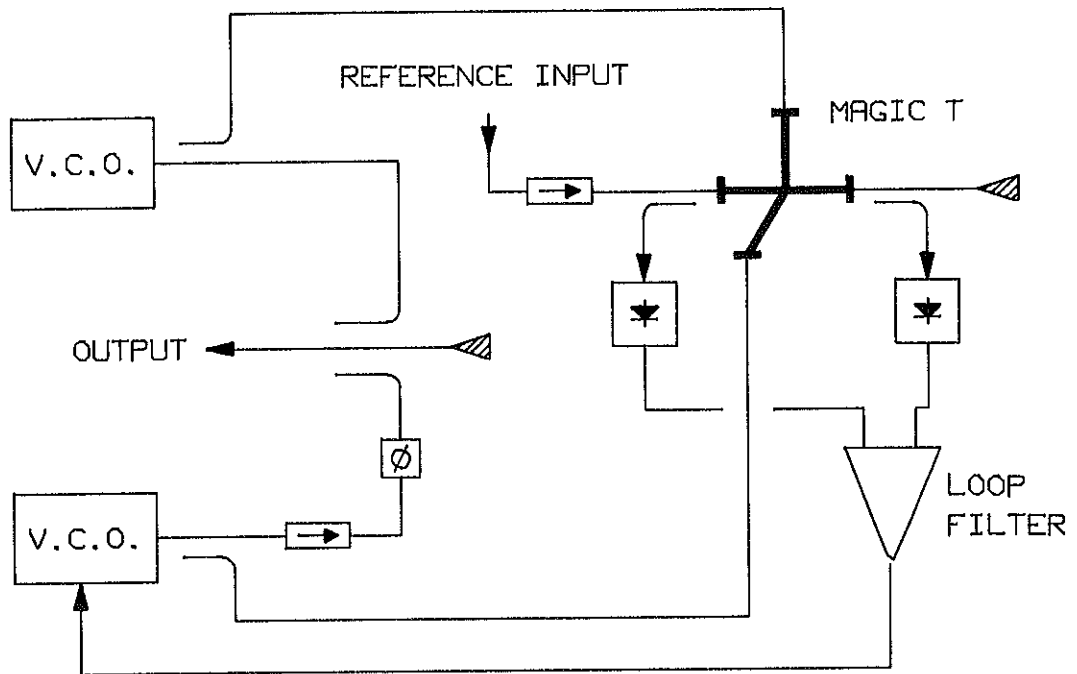 REFERENCE INPUT
MAGIC T
V.C.O.
OUTPUT
Ø
V.C.O.
LOOP
FILTER